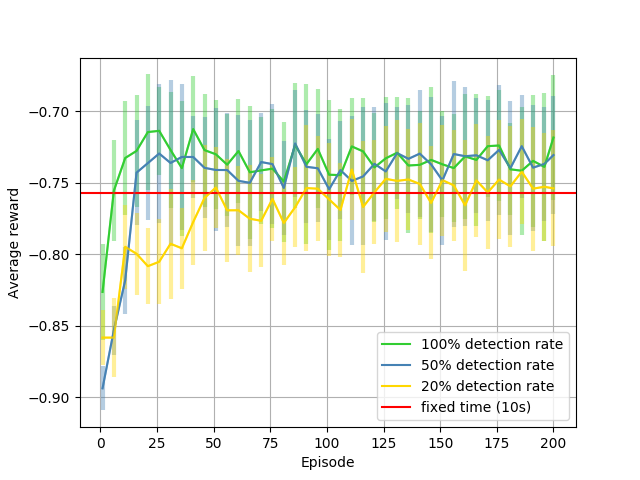 −0.70
−0.75
−0.80
−0.85
−0.90
Average reward
0
25
50
75
100
125
150
175
200
Episode
100% detection rate
50% detection rate
20% detection rate
fixed time (10s)